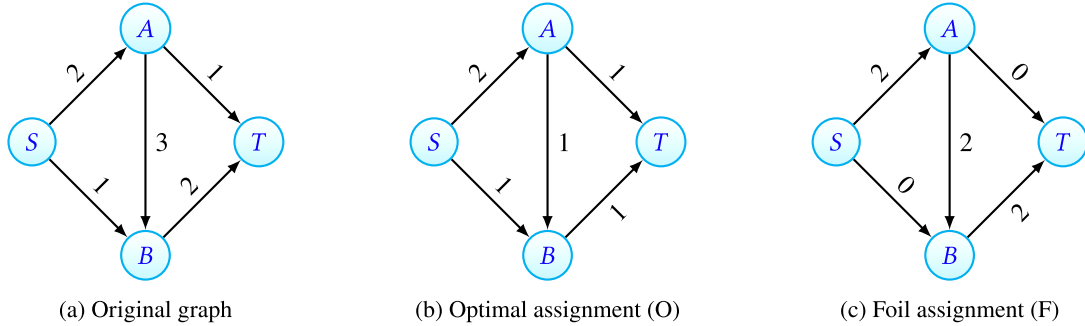 A
2
1
S
3
T
1
2
B
(a) Original graph
A
2
1
S
1
T
1
1
B
(b) Optimal assignment (O)
A
2
0
S
2
T
0
2
B
(c) Foil assignment (F)